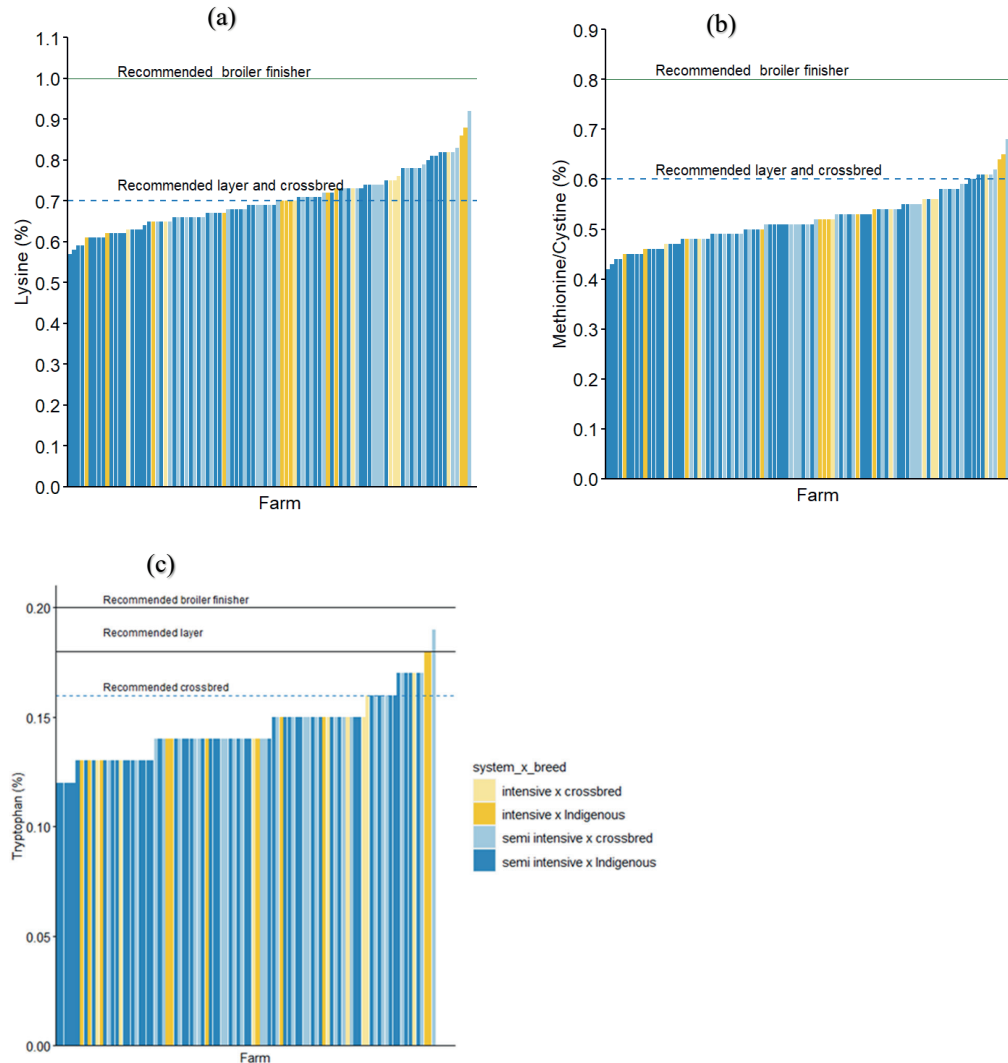 (a)
1.1
1.0
0.9
0.8
0.7
0.6
0.5
0.4
0.3
0.2
0.1
0.0
Lysine (%)
Recommended broiler finisher
Recommended layer and crossbred
Farm
(b)
0.9
0.8
0.7
0.6
0.5
0.4
0.3
0.2
0.1
0.0
Methionine/Cystine (%)
Recommended broiler finisher
Recommended layer and crossbred
Farm
(c)
0.20
0.15
0.10
0.05
0.00
Tryptophan (%)
Recommended broiler finisher
Recommended layer
Recommended crossbred
Farm
system_x_breed
intensive x crossbred
intensive x Indigenous
semi intensive x crossbred
semi intensive x Indigenous